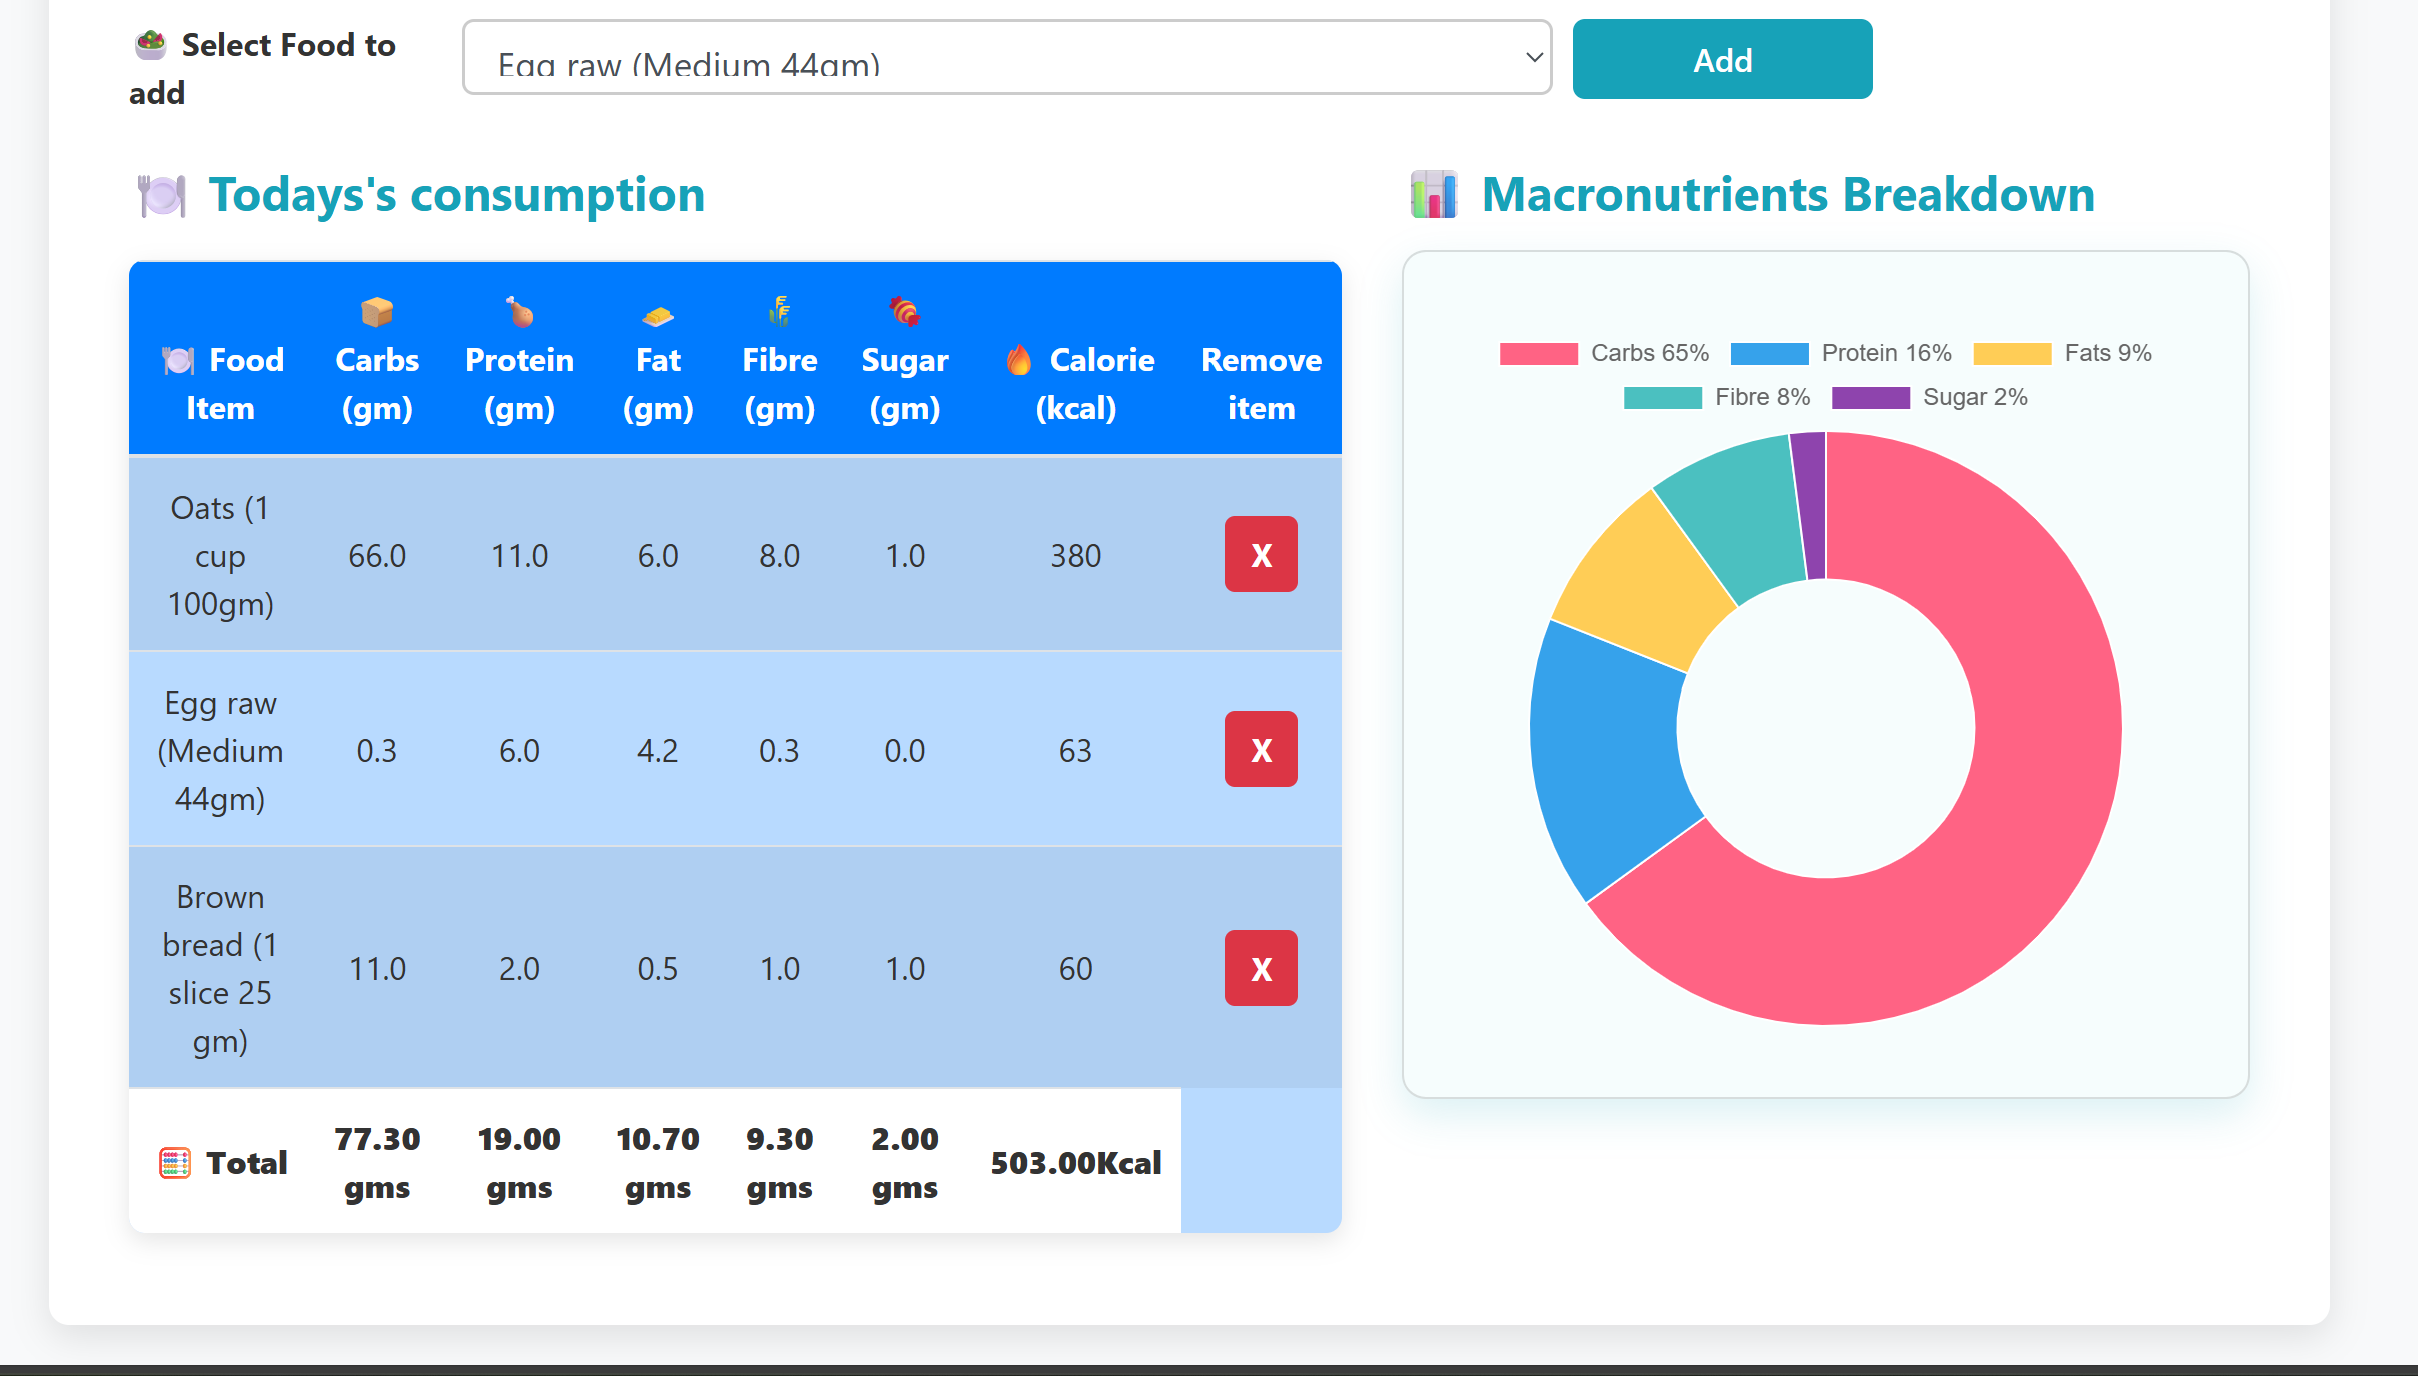 Select Food to
add
Egg raw (Medium 44gm)
Add
Todays's consumption
Macronutrients Breakdown
Food
Item
Carbs
(gm)
Protein
(gm)
Fat
(gm)
Fibre
(gm)
Sugar
(gm)
Calorie
(kcal)
Remove
item
Oats (1
cup
100gm)
66.0
11.0
6.0
8.0
1.0
380
X
Egg raw
(Medium
44gm)
0.3
6.0
4.2
0.3
0.0
63
X
Brown
bread (1
slice 25
gm)
11.0
2.0
0.5
1.0
1.0
60
X
Total
77.30
gms
19.00
gms
10.70
gms
9.30
gms
2.00
gms
503.00Kcal
Carbs 65% Protein 16% Fats 9%
Fibre 8% Sugar 2%